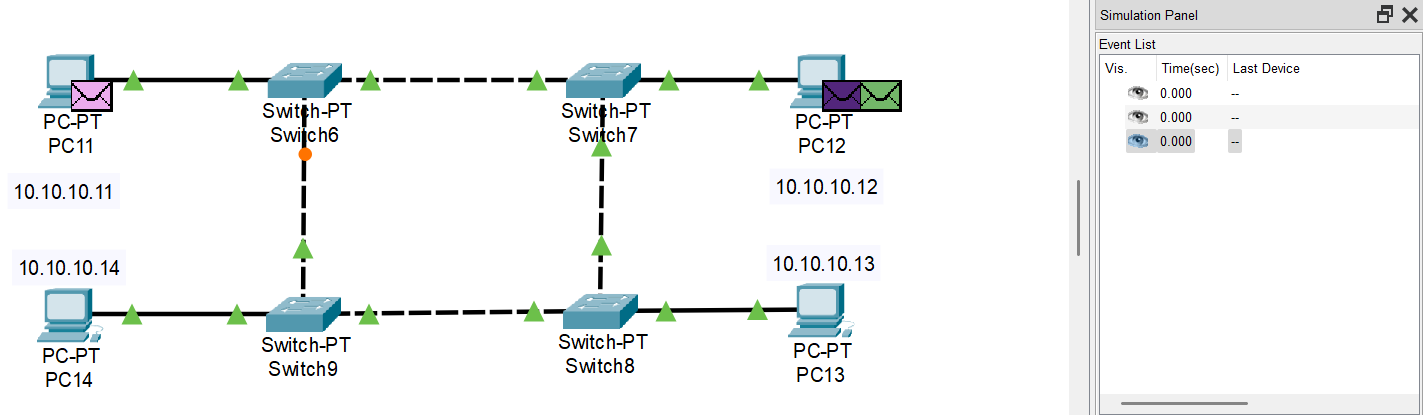 Simulation Panel
Event List
Vis. Time(sec) Last Device
0.000 --
0.000 --
0.000 --
PC-PT
PC11
Switch-PT
Switch6
Switch-PT
Switch7
PC-PT
PC12
10.10.10.11
10.10.10.12
10.10.10.14
10.10.10.13
PC-PT
PC14
Switch-PT
Switch9
Switch-PT
Switch8
PC-PT
PC13